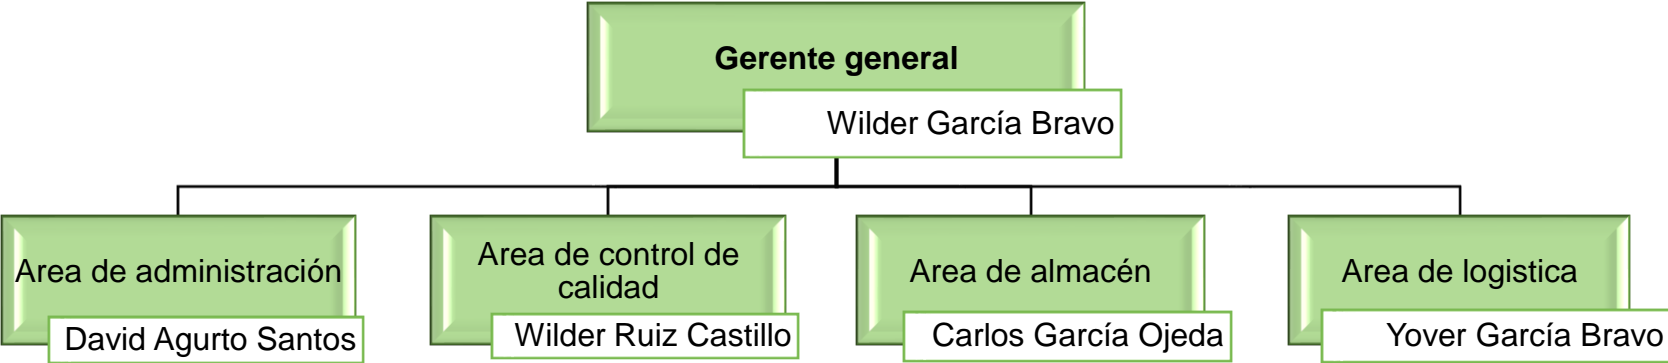 Gerente general
Wilder García Bravo
Area de administración
David Agurto Santos
Area de control de
calidad
Wilder Ruiz Castillo
Area de almacén
Carlos García Ojeda
Area de logistica
Yover García Bravo